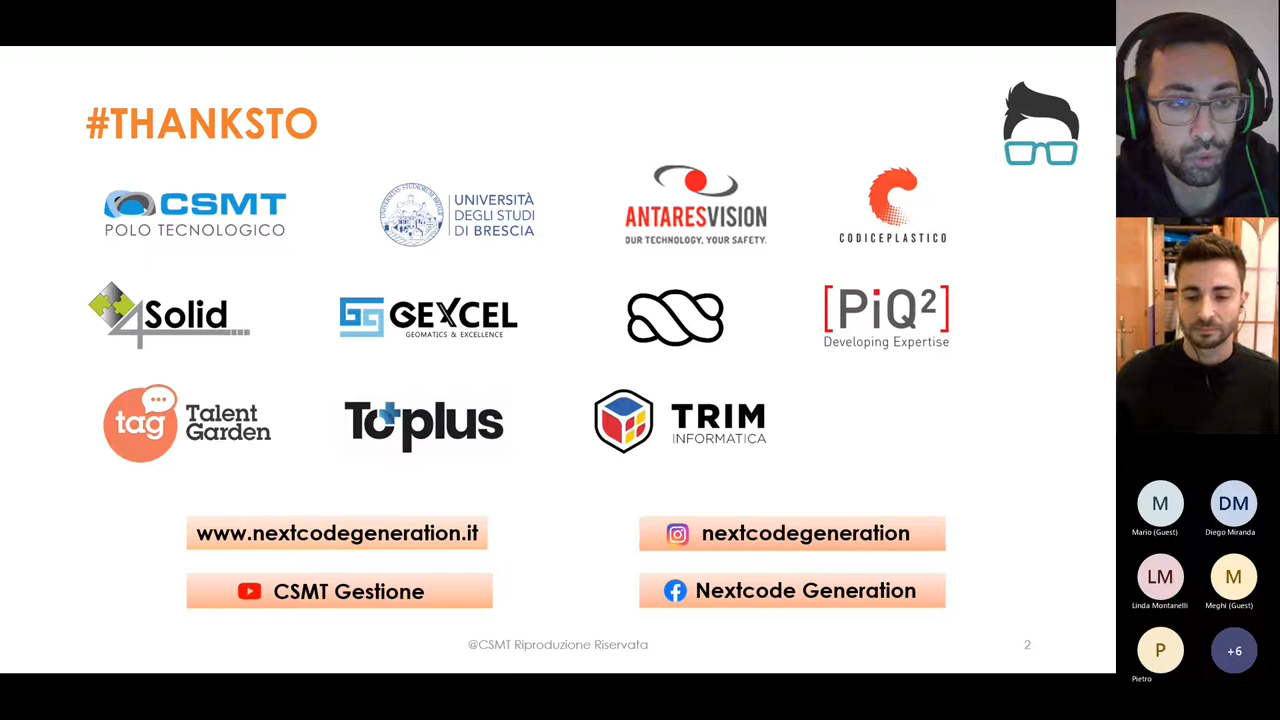 #THANKSTO
CSMT
POLO TECNOLOGICO
UNIVERSITÀ
DEGLI STUDI
DI BRESCIA
ANTARESVISION
OUR TECHNOLOGY, YOUR SAFETY.
CODICEPLASTICO
4Solid
GEXCEL
GEOMATICS & EXCELLENCE
[PiQ²]
Developing Expertise
tag
Talent
Garden
Totplus
TRIM
INFORMATICA
www.nextcodegeneration.it
nextcodegeneration
CSMT Gestione
Nextcode Generation
@CSMT Riproduzione Riservata
2
M
DM
Mario (Guest)
Diego Miranda
LM
M
Linda Montanelli
Meghi (Guest)
P
+6
Pietro